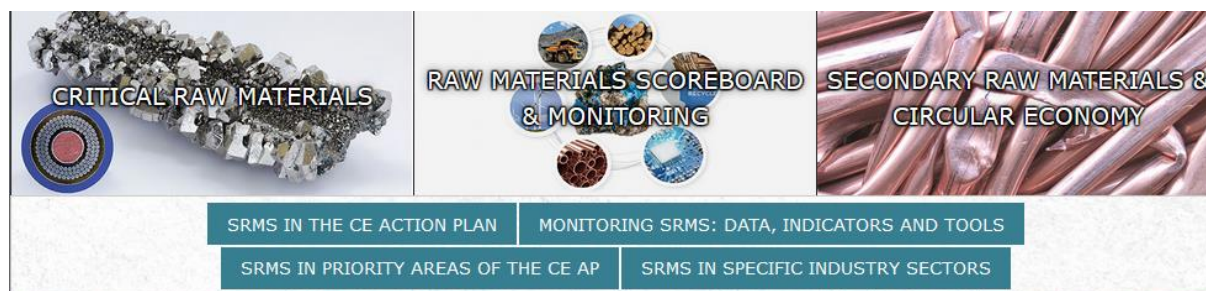 CRITICAL RAW MATERIALS
RAW MATERIALS SCOREBOARD
& MONITORING
SECONDARY RAW MATERIALS &
CIRCULAR ECONOMY
RECYCLE
SRMS IN THE CE ACTION PLAN
MONITORING SRMS: DATA, INDICATORS AND TOOLS
SRMS IN PRIORITY AREAS OF THE CE AP
SRMS IN SPECIFIC INDUSTRY SECTORS